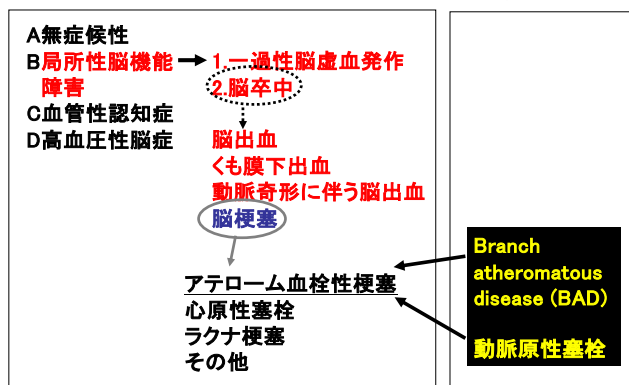 A無症候性
B局所性脳機能
障害
C血管性認知症
D高血圧性脳症
1.一過性脳虚血発作
2.脳卒中
脳出血
くも膜下出血
動脈奇形に伴う脳出血
脳梗塞
アテローム血栓性梗塞
心原性塞栓
ラクナ梗塞
その他
Branch
atheromatous
disease (BAD)
動脈原性塞栓